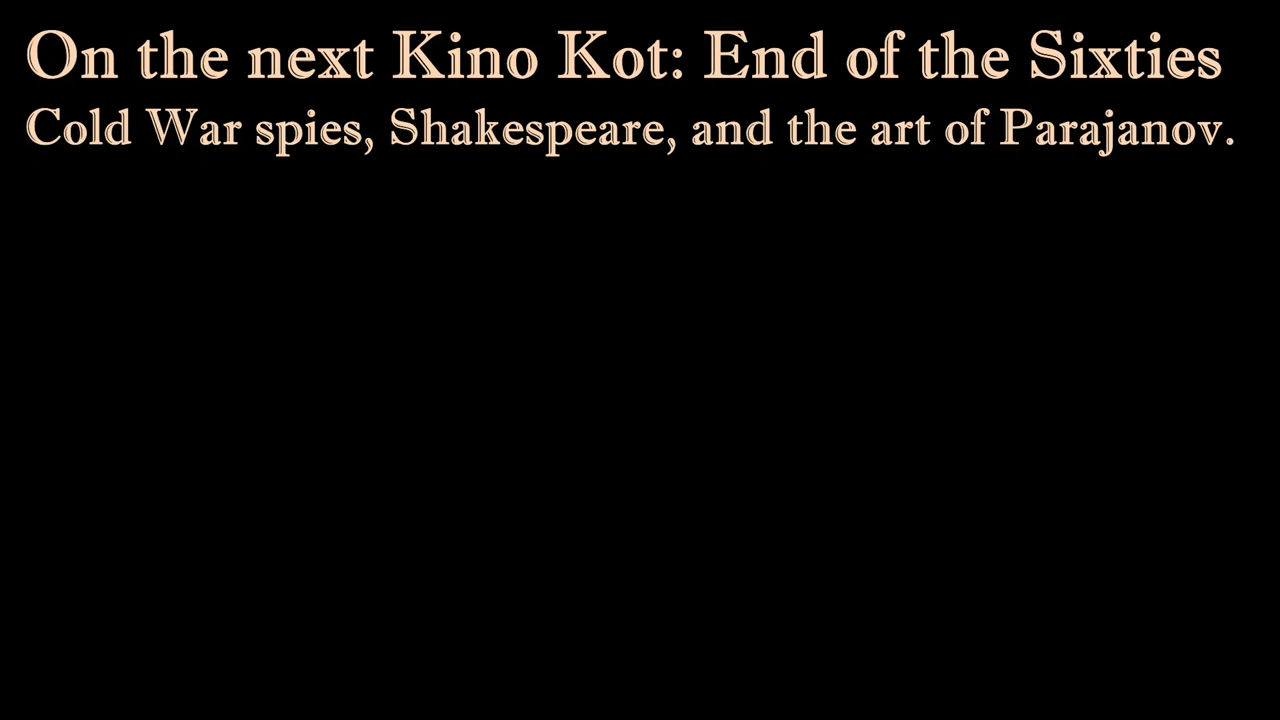 On the next Kino Kot: End of the Sixties
Cold War spies, Shakespeare, and the art of Parajanov.